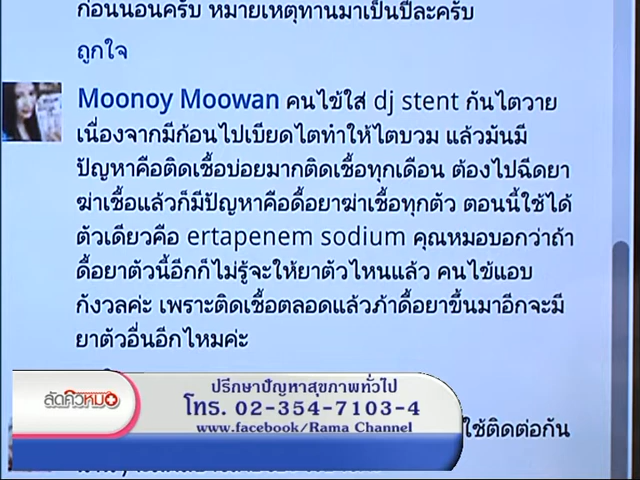 ก่อนนอนครับ หมายเหตุทานมาเป็นปีละครับ
ถูกใจ
Moonoy Moowan คนไข้ใส่ dj stent กันไตวาย
เนื่องจากมีก้อนไปเบียดไตทำให้ไตบวม แล้วมันมี
ปัญหาคือติดเชื้อบ่อยมากติดเชื้อทุกเดือน ต้องไปฉีดยา
ฆ่าเชื้อแล้วก็มีปัญหาคือดื้อยาฆ่าเชื้อทุกตัว ตอนนี้ใช้ได้
ตัวเดียวคือ ertapenem sodium คุณหมอบอกว่าถ้า
ดื้อยาตัวนี้อีกก็ไม่รู้จะให้ยาตัวไหนแล้ว คนไข้แอบ
กังวลค่ะ เพราะติดเชื้อตลอดแล้วภ้าดื้อยาขึ้นมาอีกจะมี
ยาตัวอื่นอีกไหมค่ะ
ลัดคิวหมอ
ปรึกษาปัญหาสุขภาพทั่วไป
โทร. 02-354-7103-4
www.facebook/Rama Channel
ใช้ติดต่อกัน